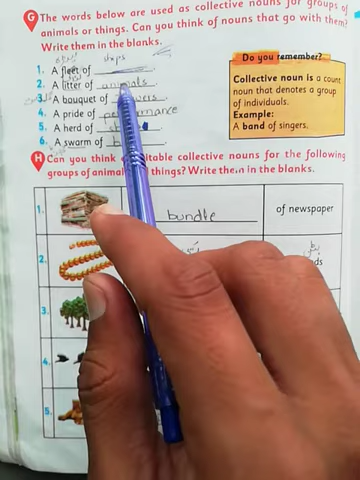 G The words below are used as collective nouns for groups of
animals or things. Can you think of nouns that go with them?
Write them in the blanks.
ships
1. A fleet of
2. A litter of animals.
3. A bouquet of
4. A pride of
5. A herd of
6. A swarm of
Do you remember?
Collective noun is a count
noun that denotes a group
of individuals.
Example:
A band of singers.
H Can you think suitable collective nouns for the following
groups of animal things? Write them in the blanks.
1. bundle of newspaper
2.
3.
4.
5.